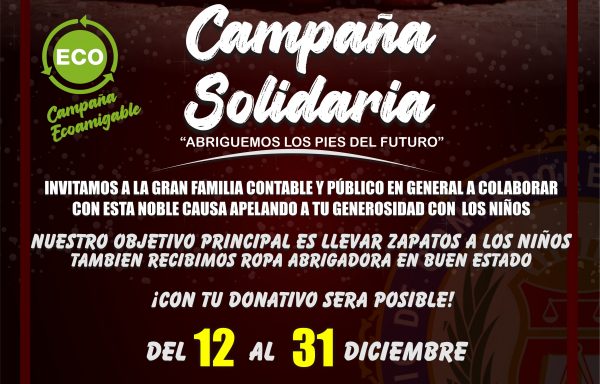 ECO
Campaña
Ecoamigable
Campaña
Solidaria
“ABRIGUEMOS LOS PIES DEL FUTURO”
INVITAMOS A LA GRAN FAMILIA CONTABLE Y PÚBLICO EN GENERAL A COLABORAR
CON ESTA NOBLE CAUSA APELANDO A TU GENEROSIDAD CON LOS NIÑOS
NUESTRO OBJETIVO PRINCIPAL ES LLEVAR ZAPATOS A LOS NIÑOS
TAMBIEN RECIBIMOS ROPA ABRIGADORA EN BUEN ESTADO
¡CON TU DONATIVO SERA POSIBLE!
DEL 12 AL 31 DICIEMBRE